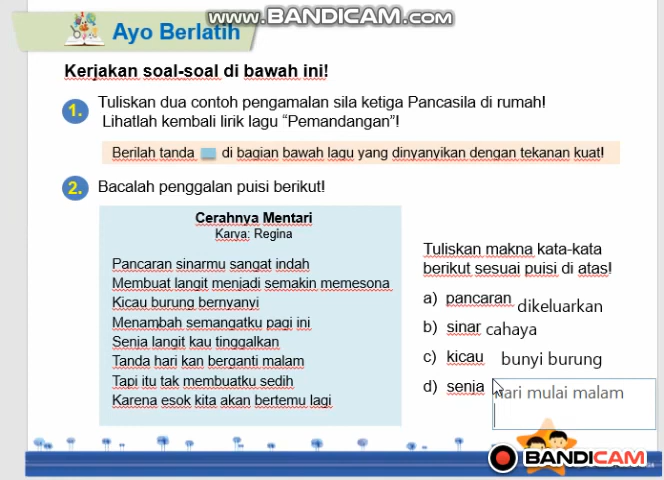 www.BANDICAM.com
Ayo Berlatih
Kerjakan soal-soal di bawah ini!
1. Tuliskan dua contoh pengamalan sila ketiga Pancasila di rumah!
Lihatlah kembali lirik lagu “Pemandangan”!
Berilah tanda di bagian bawah lagu yang dinyanyikan dengan tekanan kuat!
2. Bacalah penggalan puisi berikut!
Cerahnya Mentari
Karya: Regina
Pancaran sinarmu sangat indah
Membuat langit menjadi semakin memesona
Kicau burung bernyanyi
Menambah semangatku pagi ini
Senja langit kau tinggalkan
Tanda hari kan berganti malam
Tapi itu tak membuatku sedih
Karena esok kita akan bertemu lagi
Tuliskan makna kata-kata
berikut sesuai puisi di atas!
a) pancaran dikeluarkan
b) sinar cahaya
c) kicau bunyi burung
d) senja hari mulai malam
BANDICAM